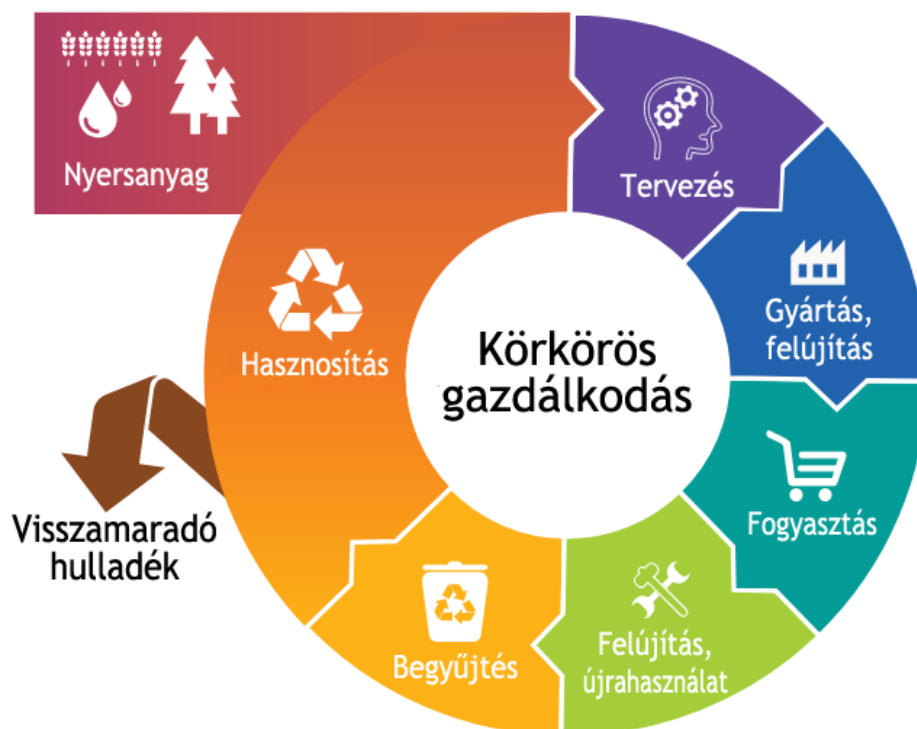 Nyersanyag
Tervezés
Gyártás,
felújítás
Fogyasztás
Felújítás,
újrahasználat
Begyűjtés
Hasznosítás
Visszamaradó
hulladék
Körkörös
gazdálkodás